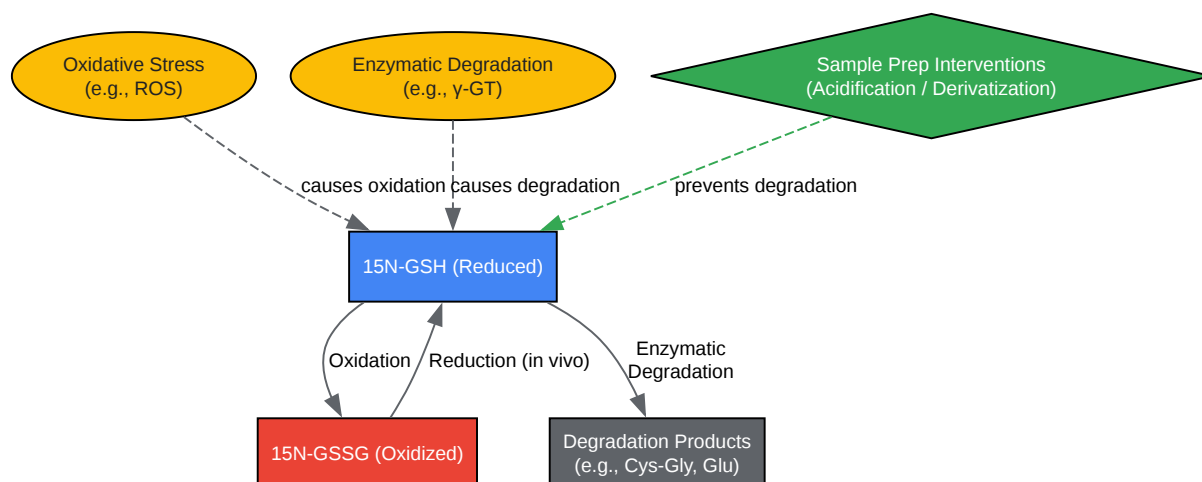 Oxidative Stress
(e.g., ROS)
Enzymatic Degradation
(e.g., γ-GT)
Sample Prep Interventions
(Acidification / Derivatization)
causes oxidation
causes degradation
prevents degradation
15N-GSH (Reduced)
Oxidation
Reduction (in vivo)
Enzymatic
Degradation
15N-GSSG (Oxidized)
Degradation Products
(e.g., Cys-Gly, Glu)